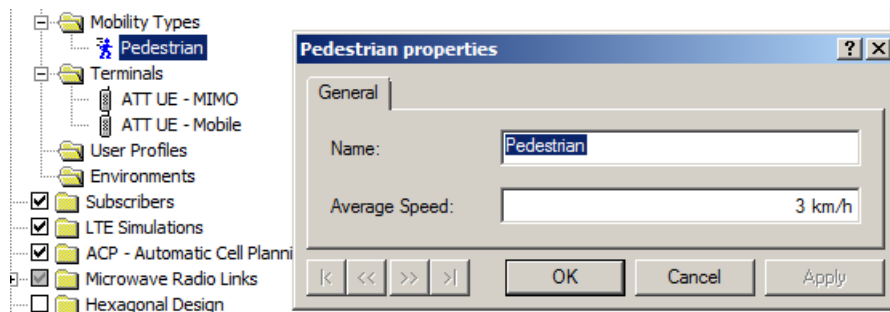 Mobility Types
Pedestrian
Terminals
ATT UE - MIMO
ATT UE - Mobile
User Profiles
Environments
Subscribers
LTE Simulations
ACP - Automatic Cell Planni
Microwave Radio Links
Hexagonal Design
Pedestrian properties
General
Name: Pedestrian
Average Speed: 3 km/h
|< << >> >| OK Cancel Apply